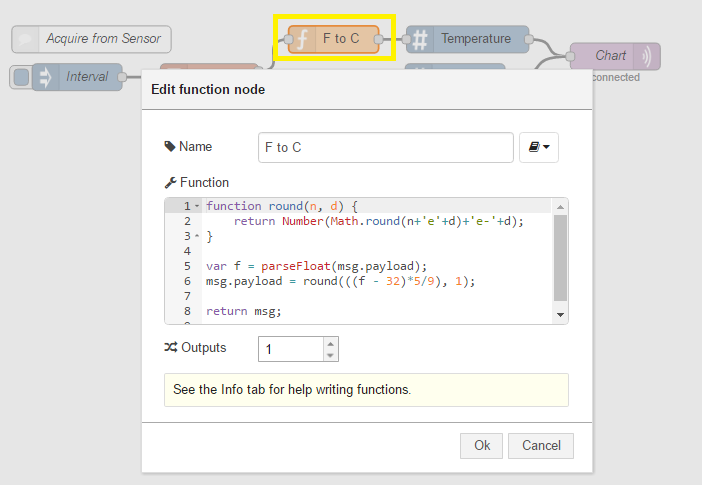 Acquire from Sensor
F to C
Temperature
Chart
connected
Interval
Edit function node
Name
F to C
Function
1 function round(n, d) {
2 return Number(Math.round(n+'e'+d)+'e-'+d);
3 }
4
5 var f = parseFloat(msg.payload);
6 msg.payload = round(((f - 32)*5/9), 1);
7
8 return msg;
Outputs
1
See the Info tab for help writing functions.
Ok
Cancel